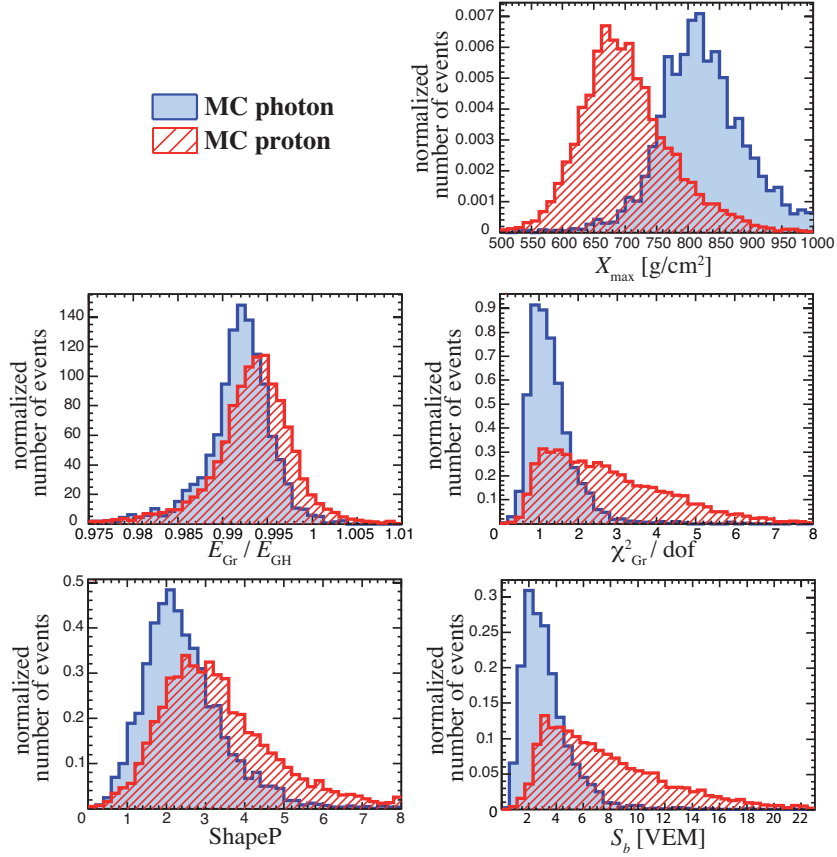 MC photon
MC proton
normalized
number of events
0.007
0.006
0.005
0.004
0.003
0.002
0.001
0
500 550 600 650 700 750 800 850 900 950 1000
X_max [g/cm²]
normalized
number of events
140
120
100
80
60
40
20
0
0.975 0.98 0.985 0.99 0.995 1 1.005 1.01
E_Gr / E_GH
normalized
number of events
0.9
0.8
0.7
0.6
0.5
0.4
0.3
0.2
0.1
0 1 2 3 4 5 6 7 8
χ²_Gr / dof
normalized
number of events
0.5
0.4
0.3
0.2
0.1
0 1 2 3 4 5 6 7 8
ShapeP
normalized
number of events
0.3
0.25
0.2
0.15
0.1
0.05
0
2 4 6 8 10 12 14 16 18 20 22
S_b [VEM]